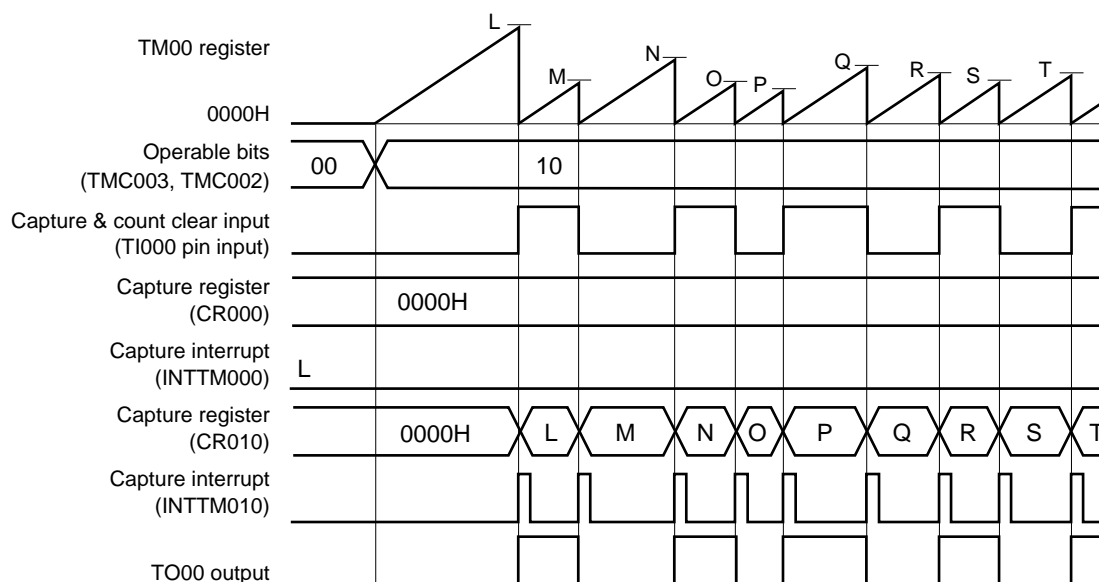 L
TM00 register
M
N
O
P
Q
R
S
T
0000H
Operable bits
(TMC003, TMC002)
00
10
Capture & count clear input
(TI000 pin input)
Capture register
(CR000)
0000H
Capture interrupt
(INTTM000)
L
Capture register
(CR010)
0000H
L
M
N
O
P
Q
R
S
T
Capture interrupt
(INTTM010)
TO00 output